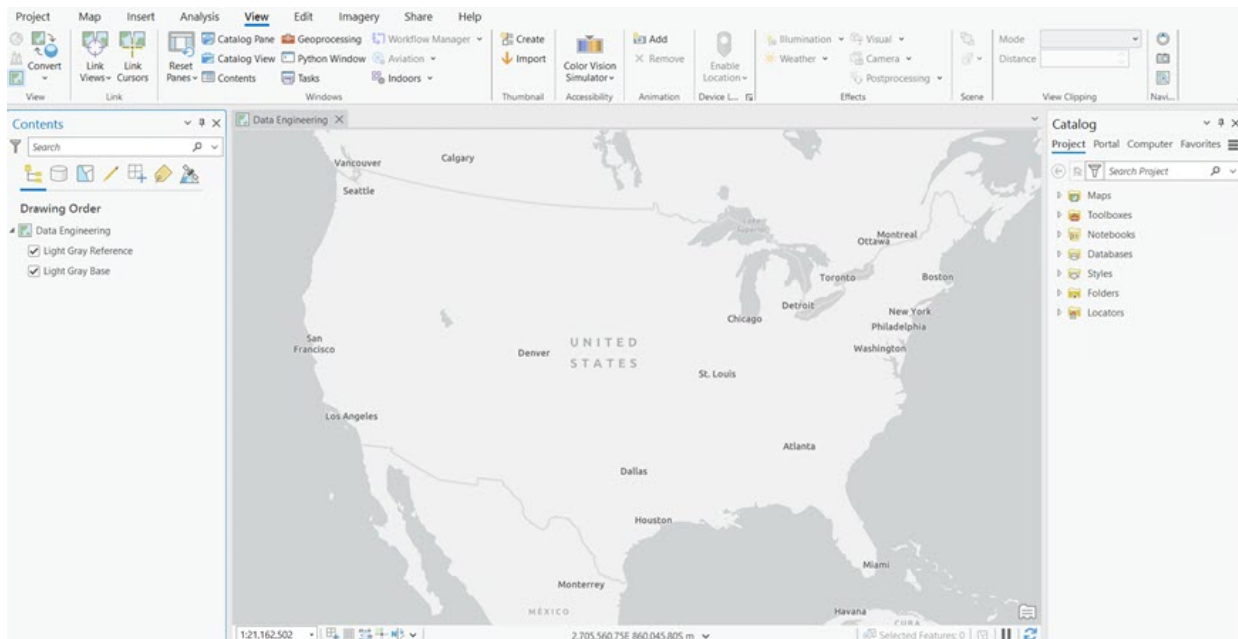 Project Map Insert Analysis View Edit Imagery Share Help
Convert
Link Views
Link Cursors
Reset Panes
Catalog Pane Geoprocessing Workflow Manager
Catalog View Python Window Aviation
Contents Tasks Indoors
Create
Import
Color Vision Simulator
Add
Remove
Enable Location
Illumination Visual
Weather Camera
Postprocessing
Mode
Distance
View Link Windows Thumbnail Accessibility Animation Device L... Effects Scene View Clipping Navi...
Contents
Search
Drawing Order
Data Engineering
Light Gray Reference
Light Gray Base
Data Engineering
Vancouver
Calgary
Seattle
Montreal
Ottawa
Toronto
Boston
Detroit
Chicago
New York
Philadelphia
San Francisco
Denver
UNITED STATES
Washington
St. Louis
Los Angeles
Atlanta
Dallas
Houston
Miami
Monterrey
MÉXICO
Havana
CUBA
1:21,162,502
2,705,560.75E 860,045.80S m
Selected Features: 0
Catalog
Project Portal Computer Favorites
Search Project
Maps
Toolboxes
Notebooks
Databases
Styles
Folders
Locators